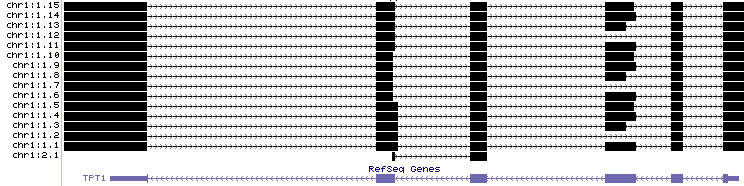 chr1:1.15
chr1:1.14
chr1:1.13
chr1:1.12
chr1:1.11
chr1:1.10
chr1:1.9
chr1:1.8
chr1:1.7
chr1:1.6
chr1:1.5
chr1:1.4
chr1:1.3
chr1:1.2
chr1:1.1
chr1:2.1
RefSeq Genes
TPT1